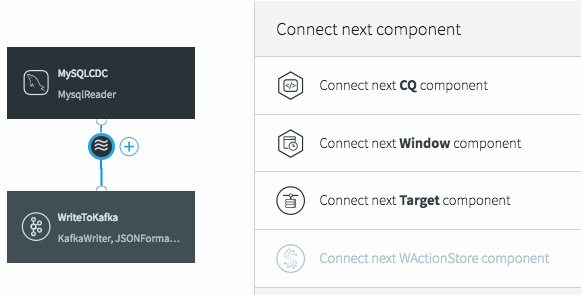 Connect next component
MySQLCDC
MysqlReader
Connect next CQ component
Connect next Window component
Connect next Target component
WriteToKafka
KafkaWriter, JSONForma...
Connect next WActionStore component